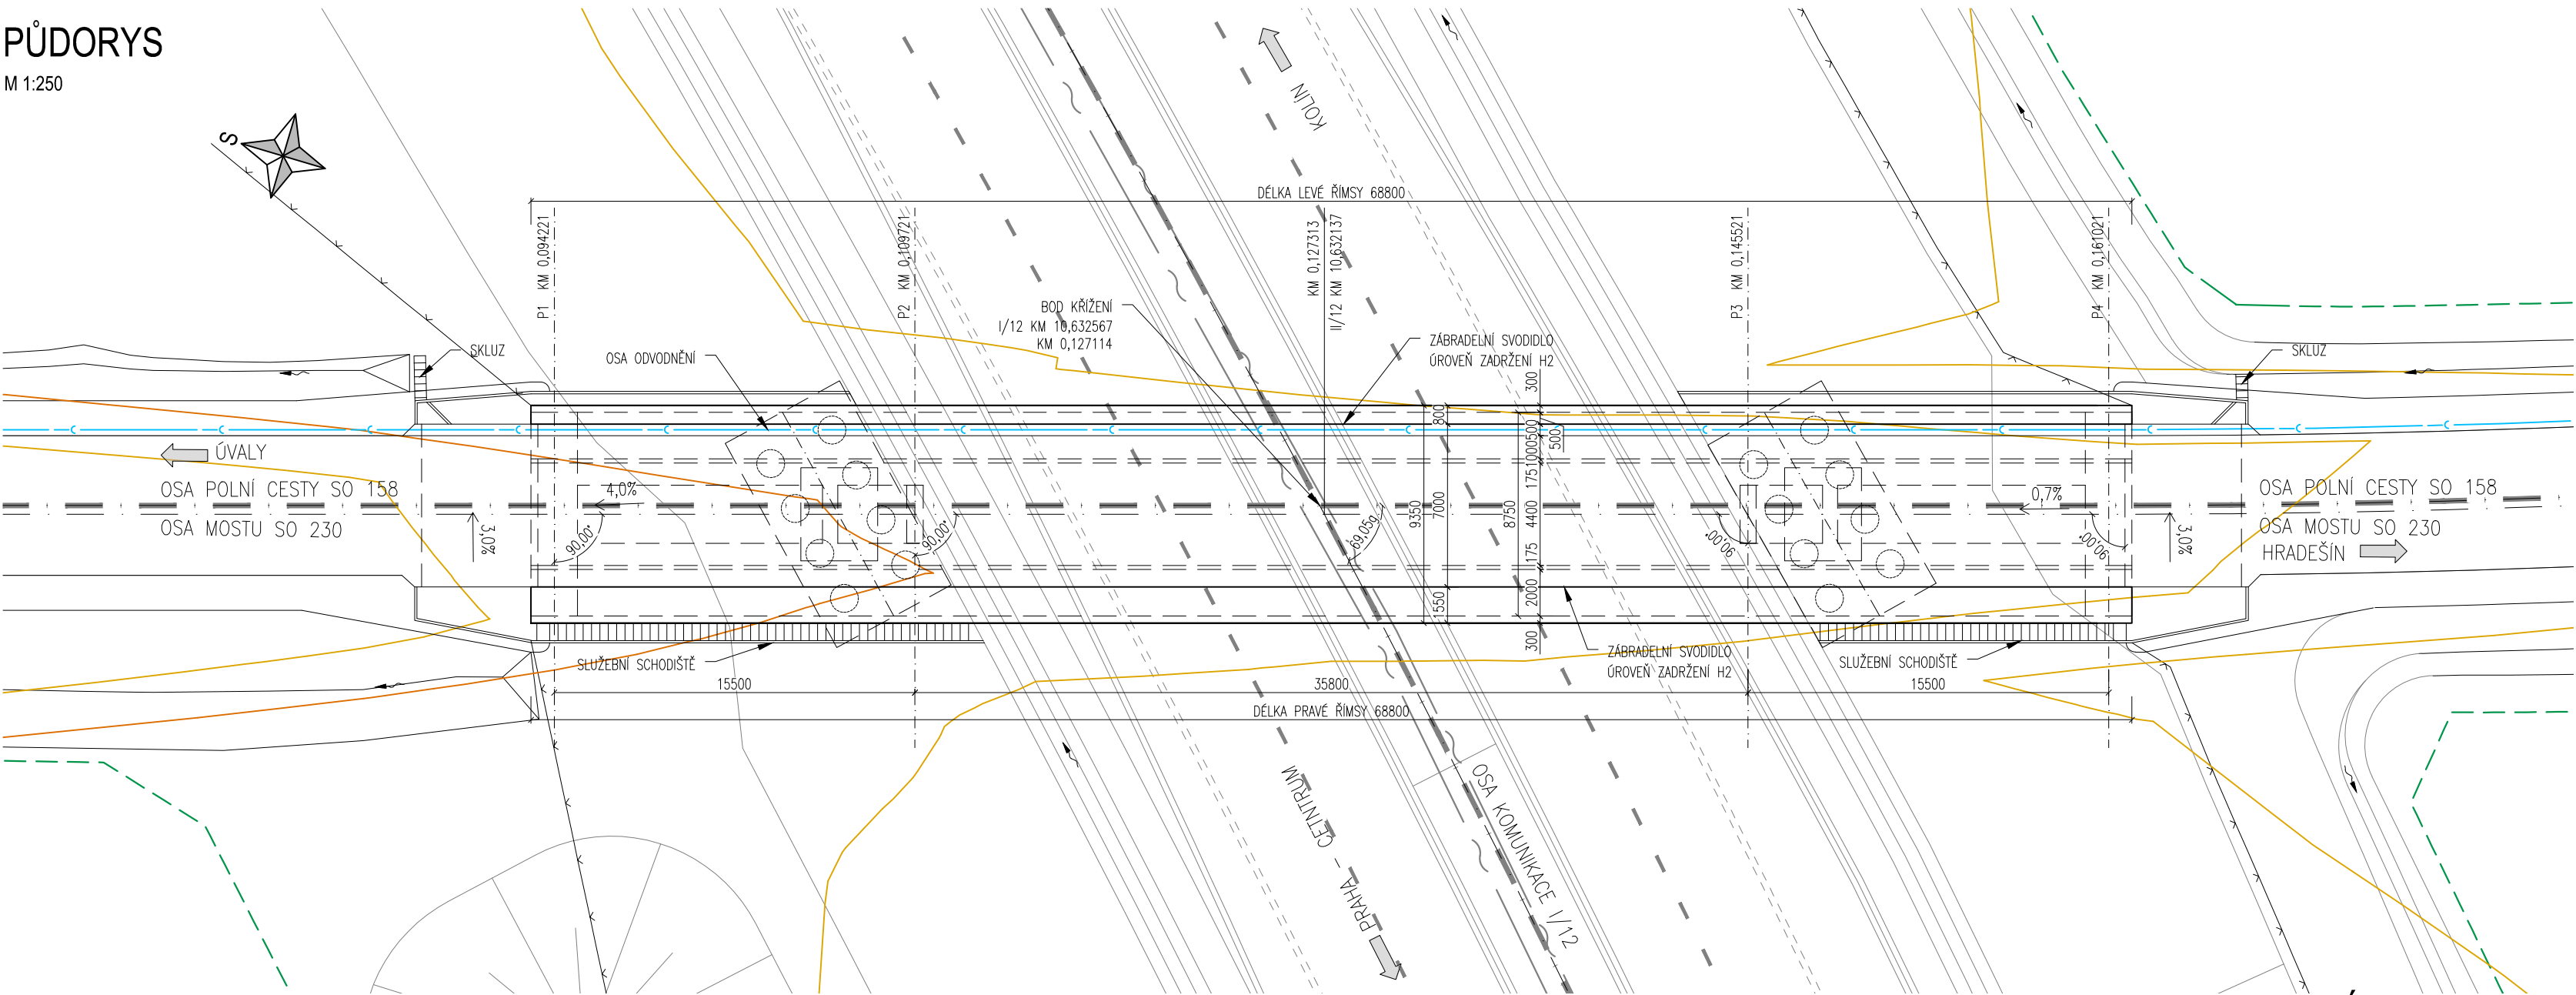 PŮDORYS
M 1:250
S
KOLÍN
DÉLKA LEVÉ ŘÍMSY 68800
P1 KM 0,094221
P2 KM 0,109721
KM 0,127313
II/12 KM 10,632137
P3 KM 0,145521
P4 KM 0,161021
BOD KŘÍŽENÍ
I/12 KM 10,632567
KM 0,127114
SKLUZ
OSA ODVODNĚNÍ
ZÁBRADELNÍ SVODIDLO
ÚROVEŇ ZADRŽENÍ H2
SKLUZ
300
800
500
500
1000
1750
4400
1175
2000
300
9350
7000
550
8750
ÚVALY
OSA POLNÍ CESTY SO 158
OSA MOSTU SO 230
4,0%
3,0%
90,00°
90,00°
69,05g
90,00°
90,00°
0,7%
3,0%
OSA POLNÍ CESTY SO 158
OSA MOSTU SO 230
HRADEŠÍN
SLUŽEBNÍ SCHODIŠTĚ
ZÁBRADELNÍ SVODIDLO
ÚROVEŇ ZADRŽENÍ H2
SLUŽEBNÍ SCHODIŠTĚ
15500
35800
15500
DÉLKA PRAVÉ ŘÍMSY 68800
PRAHA - CETNTRUM
OSA KOMUNIKACE I/12